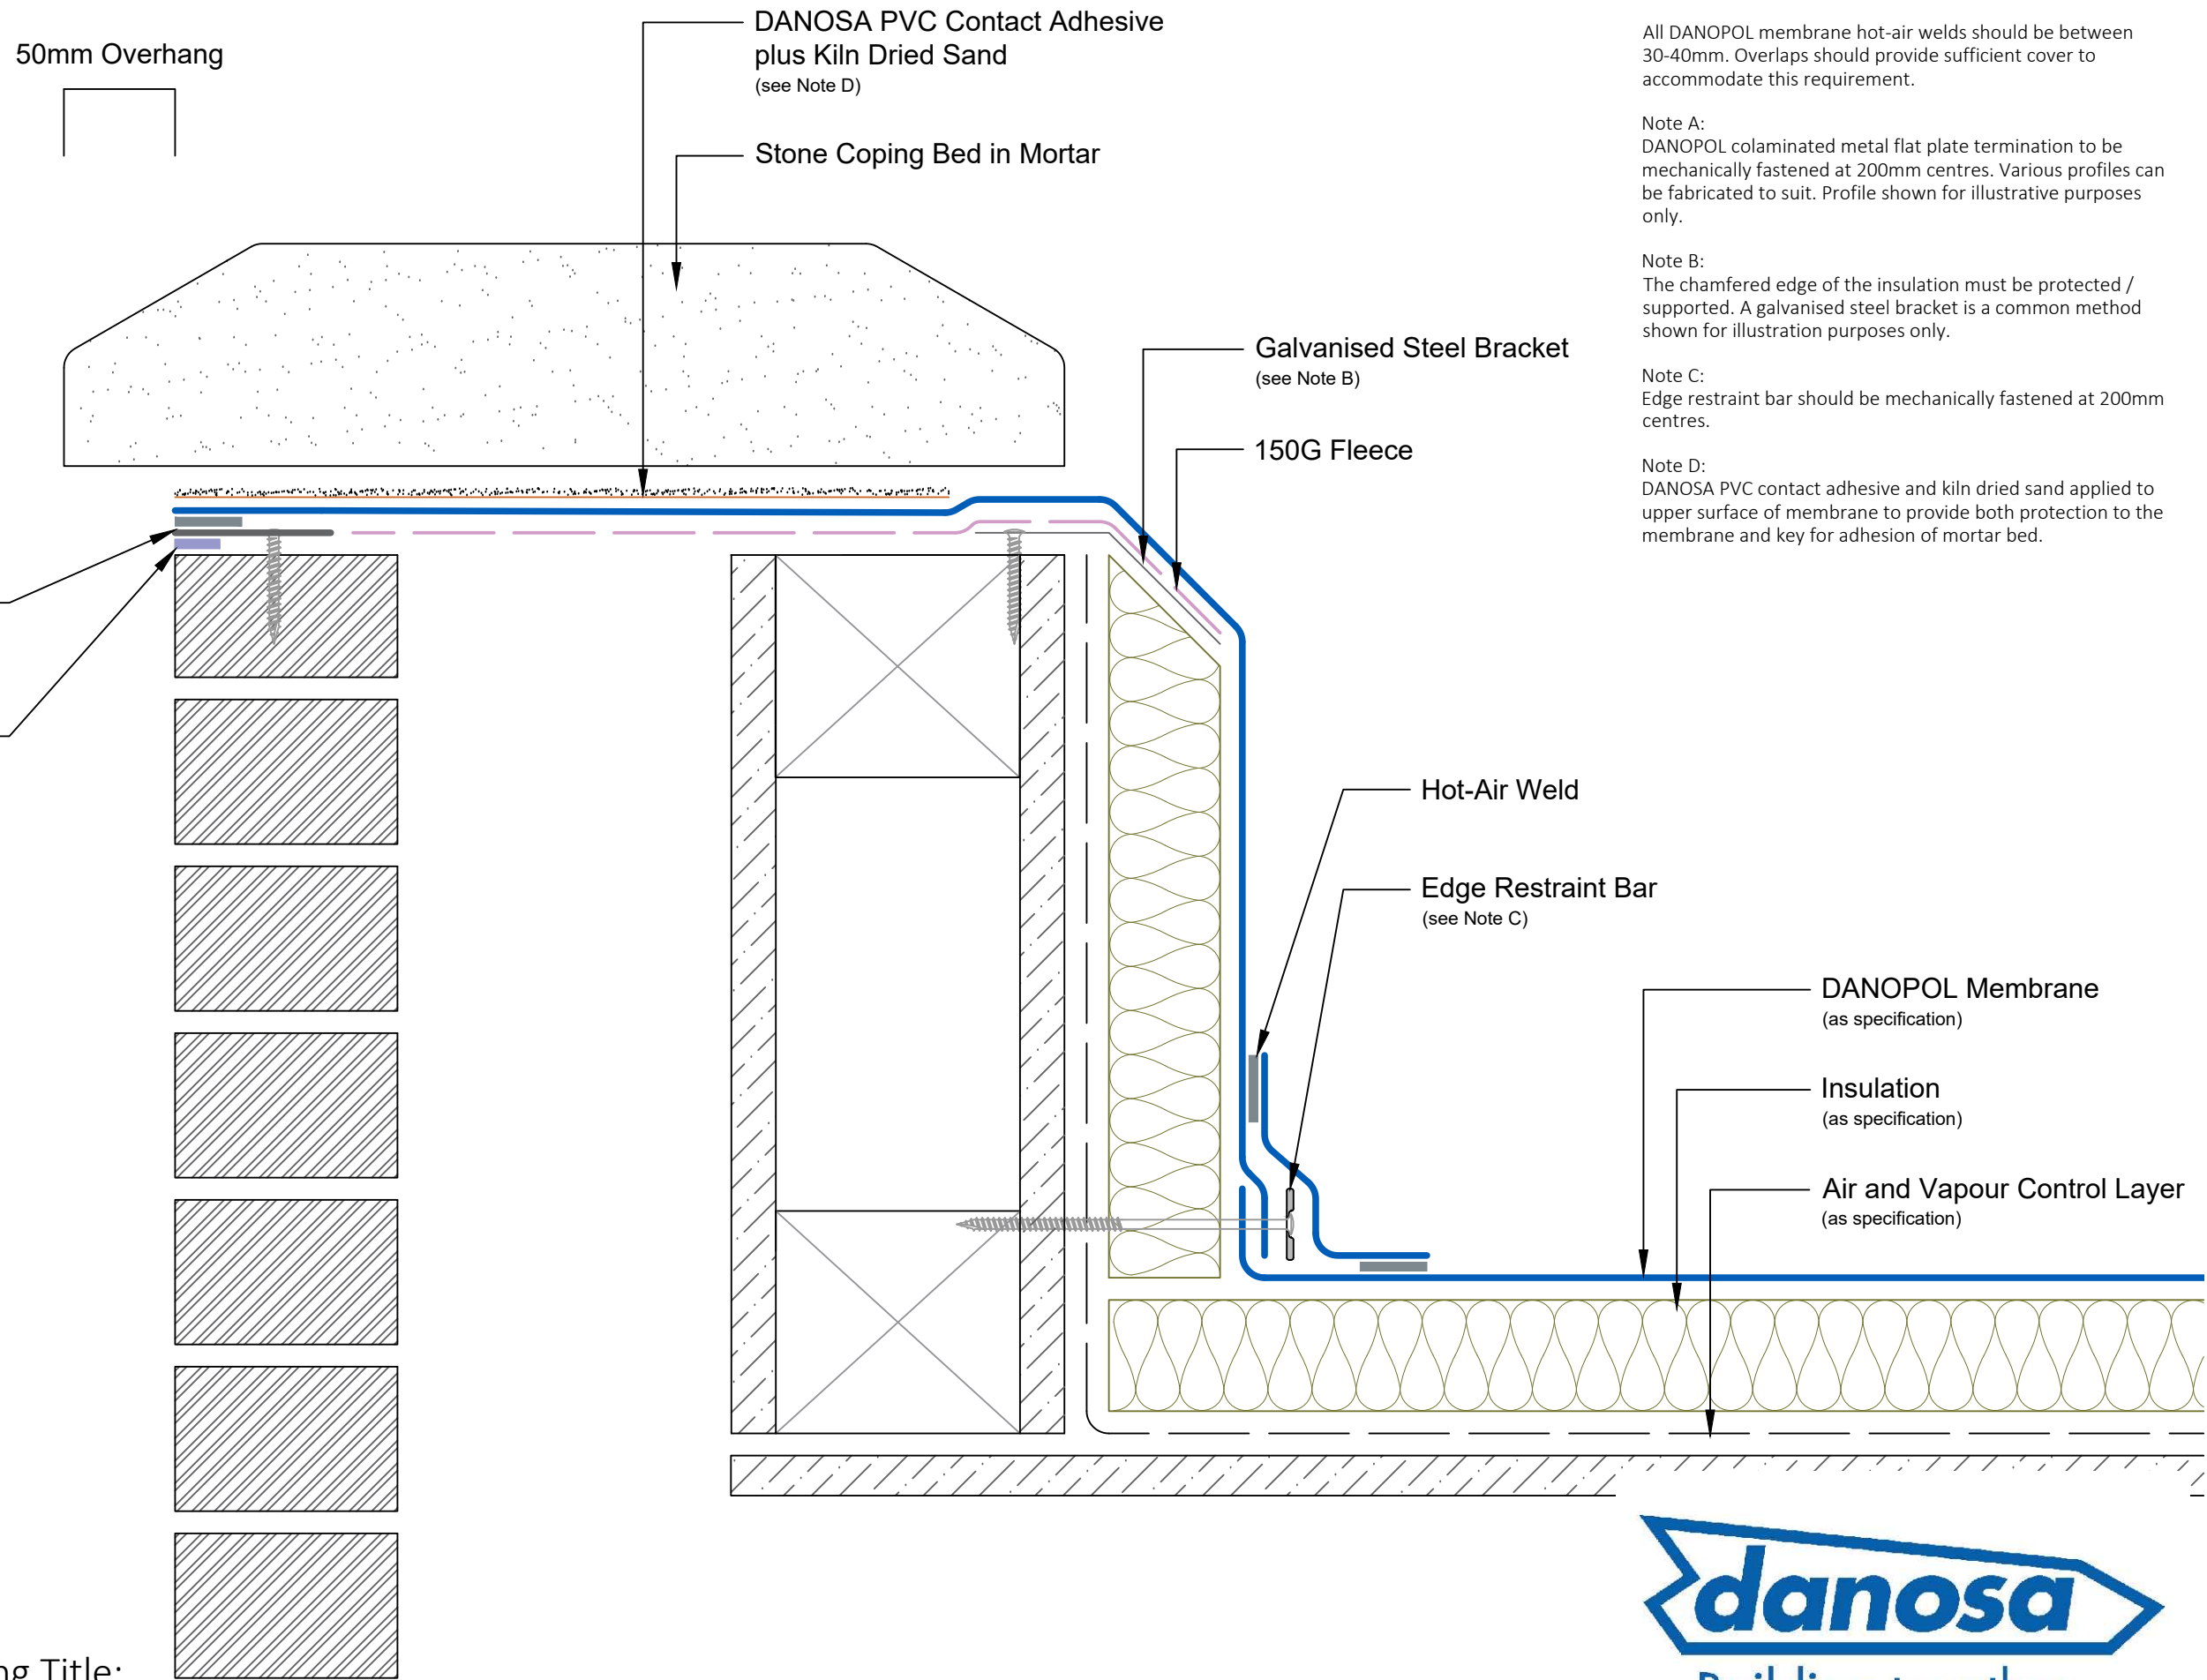 50mm Overhang
DANOSA PVC Contact Adhesive
plus Kiln Dried Sand
(see Note D)
Stone Coping Bed in Mortar
Galvanised Steel Bracket
(see Note B)
150G Fleece
Hot-Air Weld
Edge Restraint Bar
(see Note C)
DANOPOL Membrane
(as specification)
Insulation
(as specification)
Air and Vapour Control Layer
(as specification)
All DANOPOL membrane hot-air welds should be between
30-40mm. Overlaps should provide sufficient cover to
accommodate this requirement.
Note A:
DANOPOL colaminated metal flat plate termination to be
mechanically fastened at 200mm centres. Various profiles can
be fabricated to suit. Profile shown for illustrative purposes
only.
Note B:
The chamfered edge of the insulation must be protected /
supported. A galvanised steel bracket is a common method
shown for illustration purposes only.
Note C:
Edge restraint bar should be mechanically fastened at 200mm
centres.
Note D:
DANOSA PVC contact adhesive and kiln dried sand applied to
upper surface of membrane to provide both protection to the
membrane and key for adhesion of mortar bed.
danosa
Title: